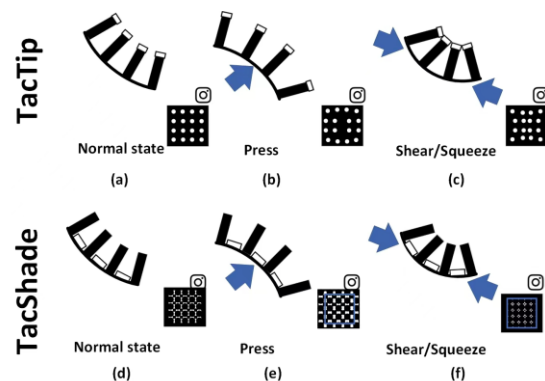 TacTip
Normal state
Press
Shear/Squeeze
(a)
(b)
(c)
TacShade
Normal state
Press
Shear/Squeeze
(d)
(e)
(f)